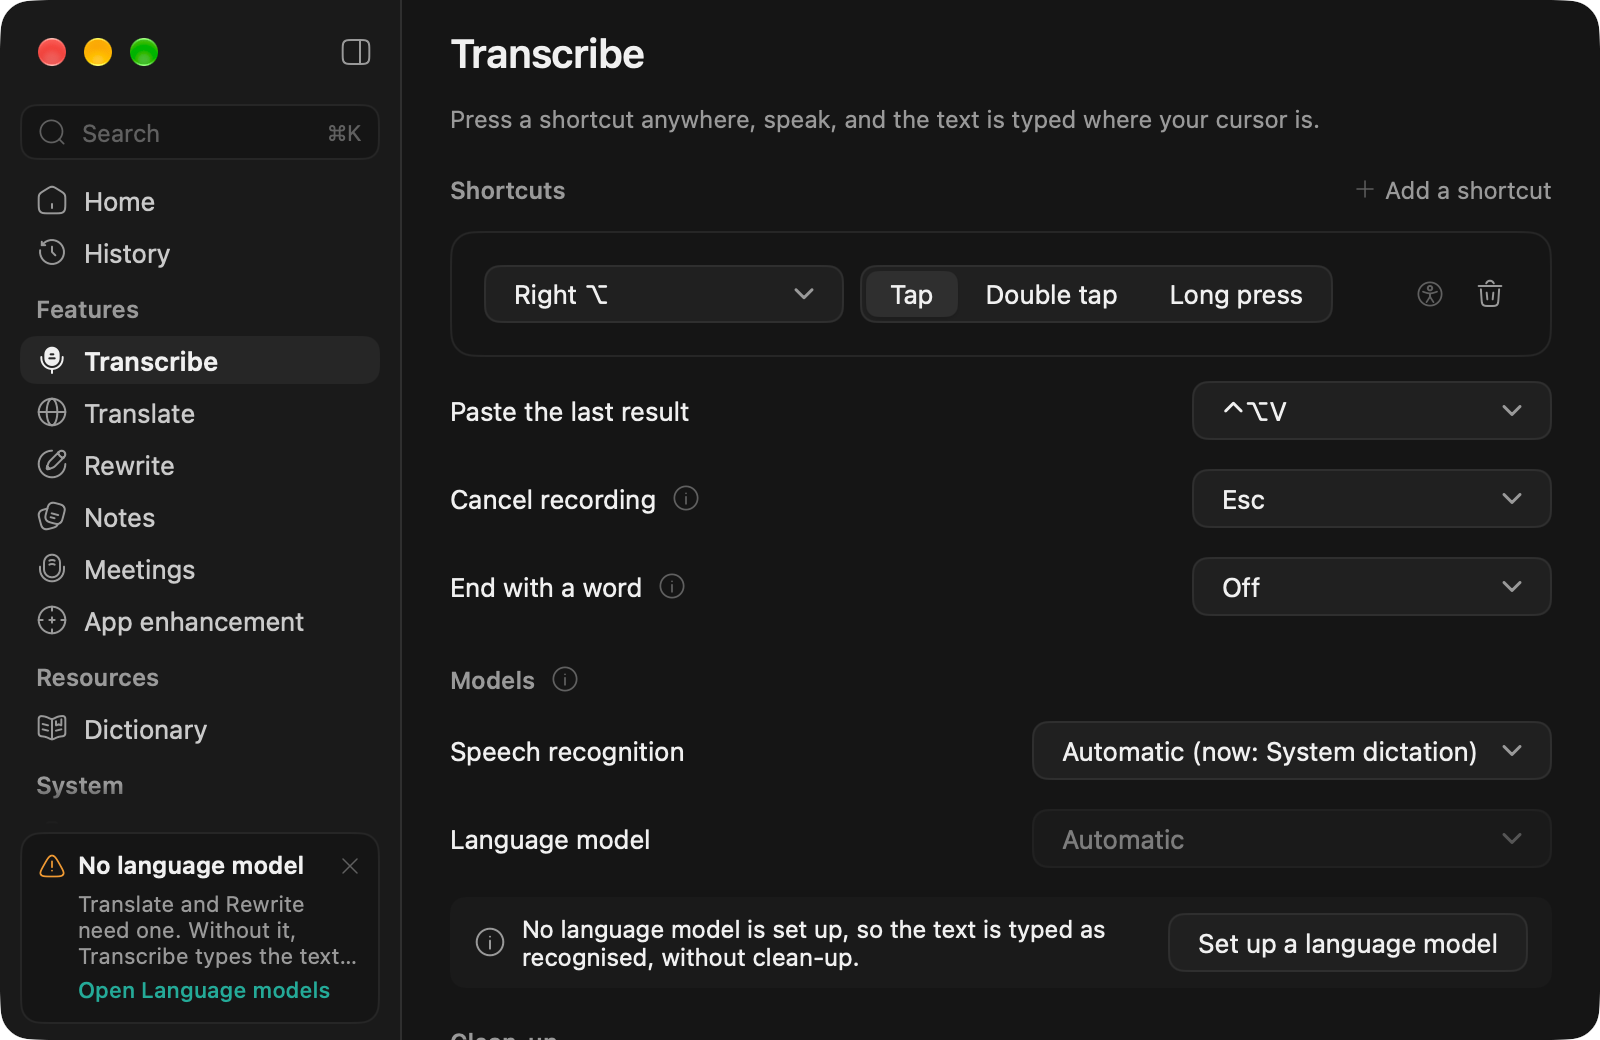 Search ⌘K
Home
History
Features
Transcribe
Translate
Rewrite
Notes
Meetings
App enhancement
Resources
Dictionary
System
No language model
Translate and Rewrite
need one. Without it,
Transcribe types the text...
Open Language models
Transcribe
Press a shortcut anywhere, speak, and the text is typed where your cursor is.
Shortcuts + Add a shortcut
Right ⌥ Tap Double tap Long press
Paste the last result ^⌥V
Cancel recording Esc
End with a word Off
Models
Speech recognition Automatic (now: System dictation)
Language model Automatic
No language model is set up, so the text is typed as
recognised, without clean-up.
Set up a language model
Clean-up